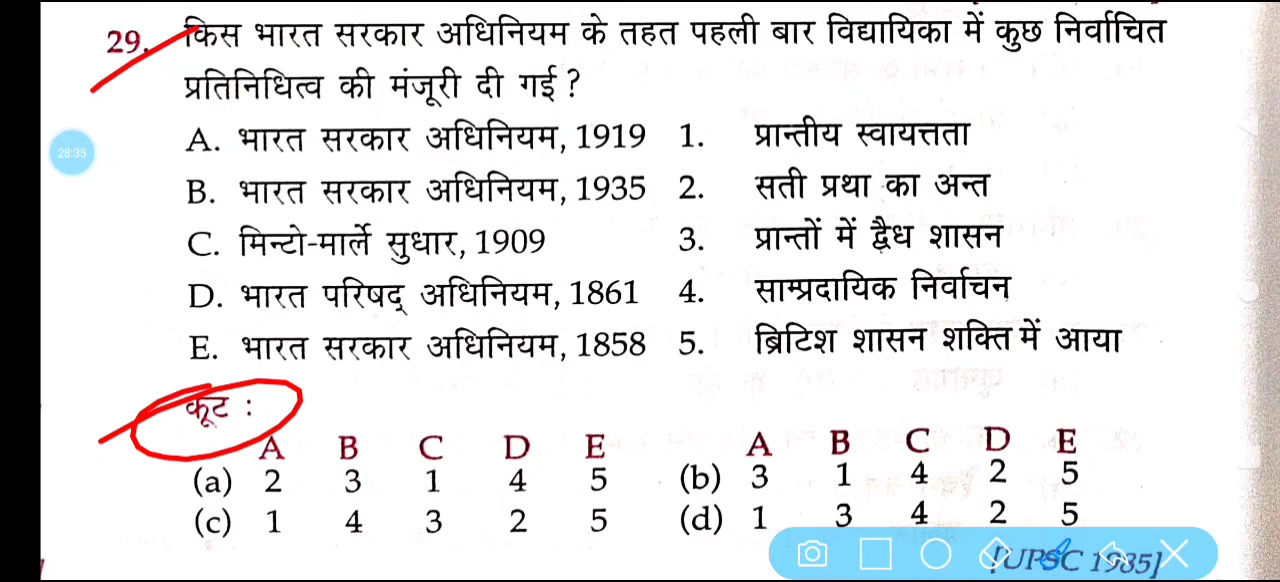 29. किस भारत सरकार अधिनियम के तहत पहली बार विद्यायिका में कुछ निर्वाचित
प्रतिनिधित्व की मंजूरी दी गई ?
28:35
A. भारत सरकार अधिनियम, 1919 1. प्रान्तीय स्वायत्तता
B. भारत सरकार अधिनियम, 1935 2. सती प्रथा का अन्त
C. मिन्टो-मार्ले सुधार, 1909 3. प्रान्तों में द्वैध शासन
D. भारत परिषद् अधिनियम, 1861 4. साम्प्रदायिक निर्वाचन
E. भारत सरकार अधिनियम, 1858 5. ब्रिटिश शासन शक्ति में आया
कूट :
A B C D E A B C D E
(a) 2 3 1 4 5 (b) 3 1 4 2 5
(c) 1 4 3 2 5 (d) 1 3 4 2 5
[UPSC 1985]